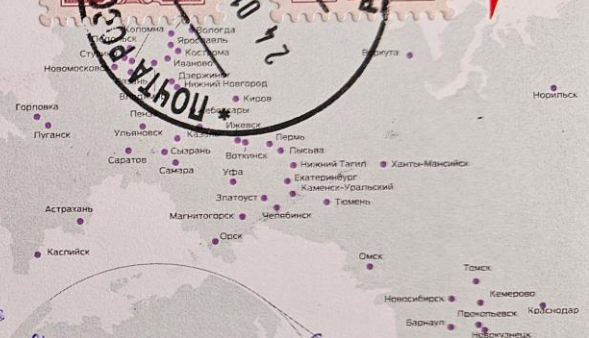 Коломна
Вологда
Ярославль
Кострома
Иваново
Дзержинск
Нижний Новгород
Новомосковск
Киров
Норильск
Горловка
Луганск
Ульяновск
Ижевск
Пермь
Воткинск
Лысьва
Саратов
Сызрань
Самара
Нижний Тагил
Ханты-Мансийск
Уфа
Екатеринбург
Каменск-Уральский
Златоуст
Тюмень
Астрахань
Магнитогорск
Челябинск
Орск
Каспийск
Омск
Томск
Новосибирск
Кемерово
Краснодар
Прокопьевск
Барнаул
Новокузнецк
* ПОЧТА РОССИ